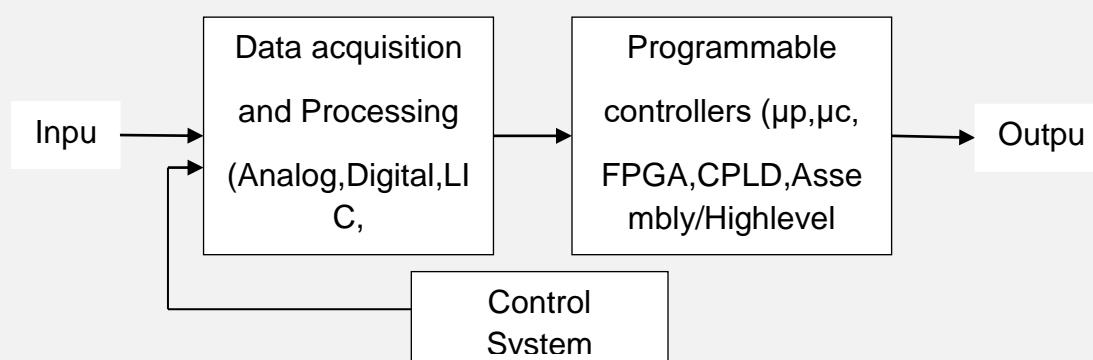 Inpu
Data acquisition
and Processing
(Analog,Digital,LI
C,
Programmable
controllers (µp,µc,
FPGA,CPLD,Asse
mbly/Highlevel
Outpu
Control
System